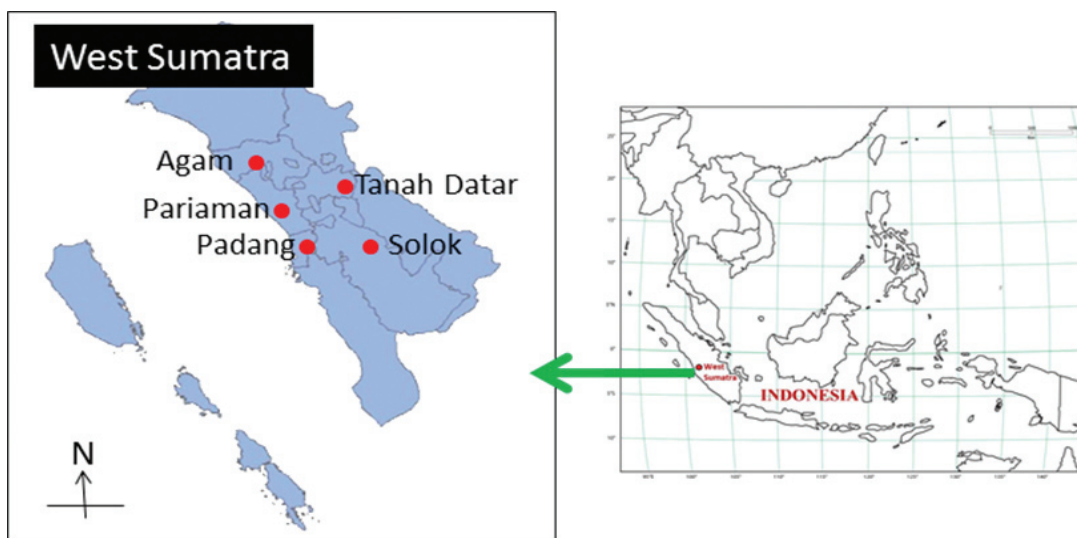 West Sumatra
Agam
Tanah Datar
Pariaman
Padang
Solok
N
West
Sumatra
INDONESIA